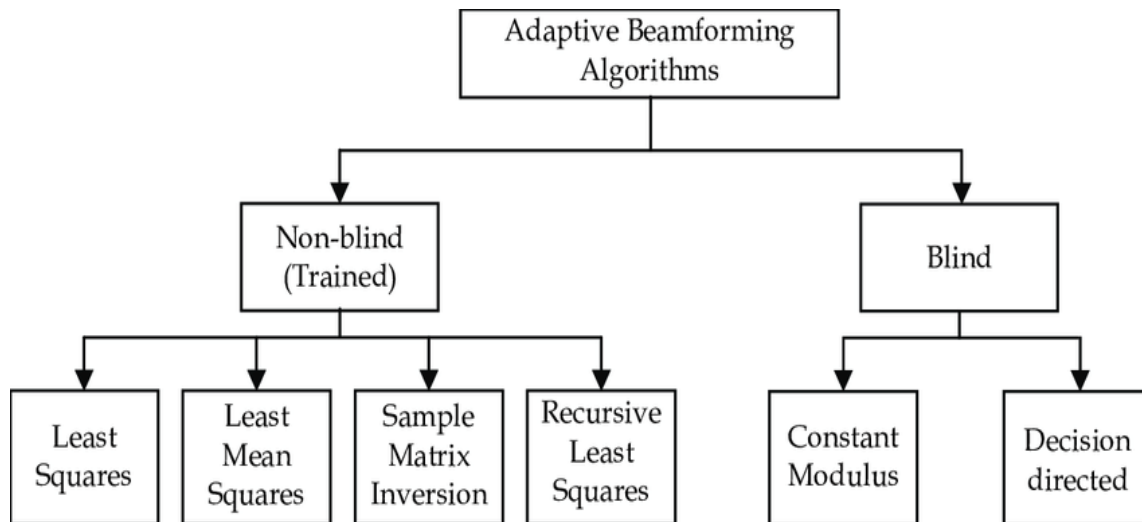 Adaptive Beamforming
Algorithms
Non-blind
(Trained)
Blind
Least
Squares
Least
Mean
Squares
Sample
Matrix
Inversion
Recursive
Least
Squares
Constant
Modulus
Decision
directed